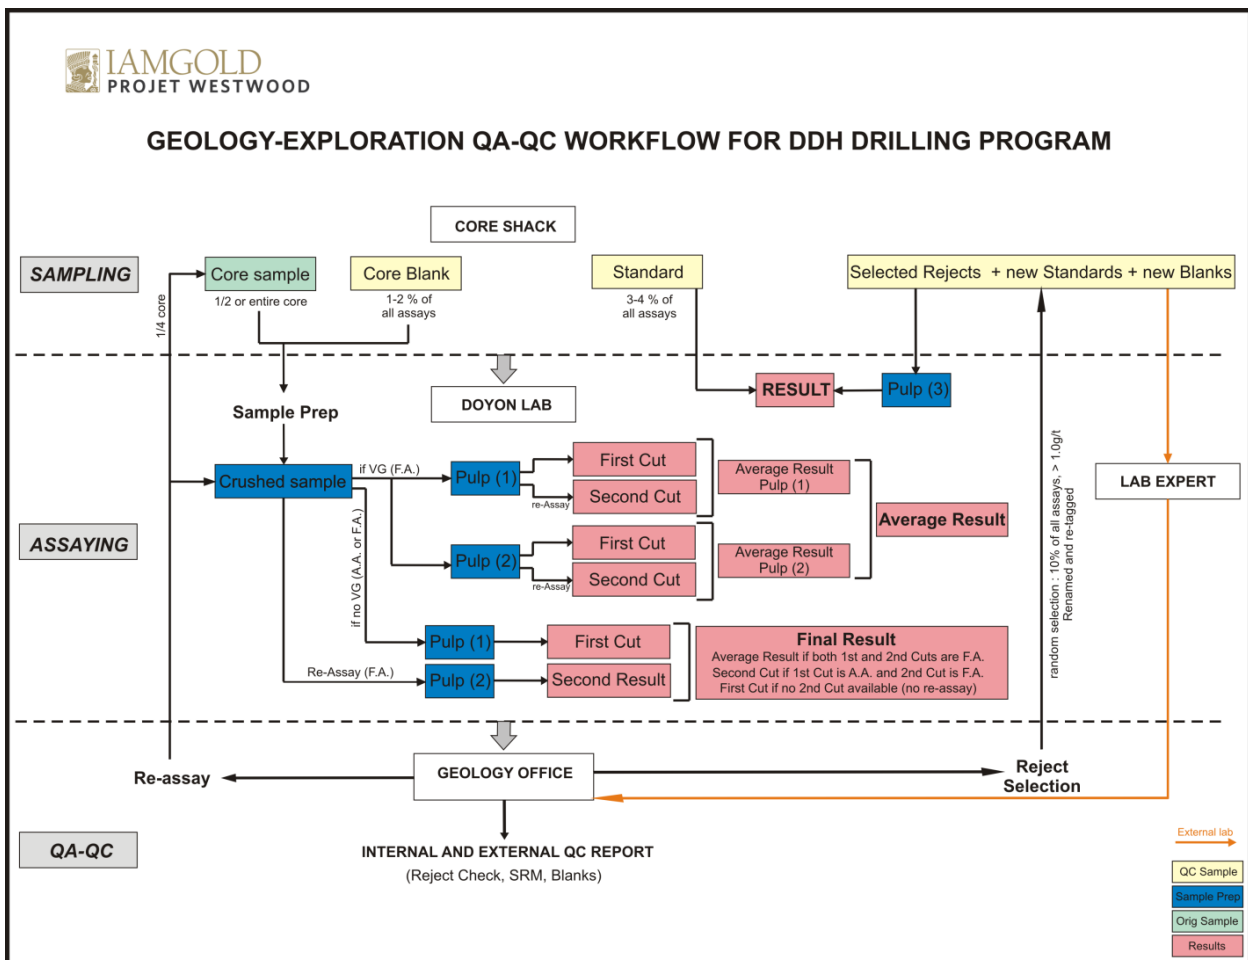 IAMGOLD
PROJET WESTWOOD
GEOLOGY-EXPLORATION QA-QC WORKFLOW FOR DDH DRILLING PROGRAM
CORE SHACK
SAMPLING
Core sample
1/2 or entire core
Core Blank
1-2 % of
all assays
Standard
3-4 % of
all assays
Selected Rejects + new Standards + new Blanks
1/4 core
Sample Prep
DOYON LAB
RESULT
Pulp (3)
ASSAYING
Crushed sample
if VG (F.A.)
if no VG (A.A. or F.A.)
Re-Assay (F.A.)
Pulp (1)
re-Assay
First Cut
Second Cut
Average Result
Pulp (1)
Pulp (2)
re-Assay
First Cut
Second Cut
Average Result
Pulp (2)
Average Result
Pulp (1)
First Cut
Pulp (2)
Second Result
Final Result
Average Result if both 1st and 2nd Cuts are F.A.
Second Cut if 1st Cut is A.A. and 2nd Cut is F.A.
First Cut if no 2nd Cut available (no re-assay)
random selection : 10% of all assays, > 1.0g/t
Renamed and re-tagged
LAB EXPERT
Re-assay
GEOLOGY OFFICE
Reject
Selection
QA-QC
INTERNAL AND EXTERNAL QC REPORT
(Reject Check, SRM, Blanks)
External lab
QC Sample
Sample Prep
Orig Sample
Results